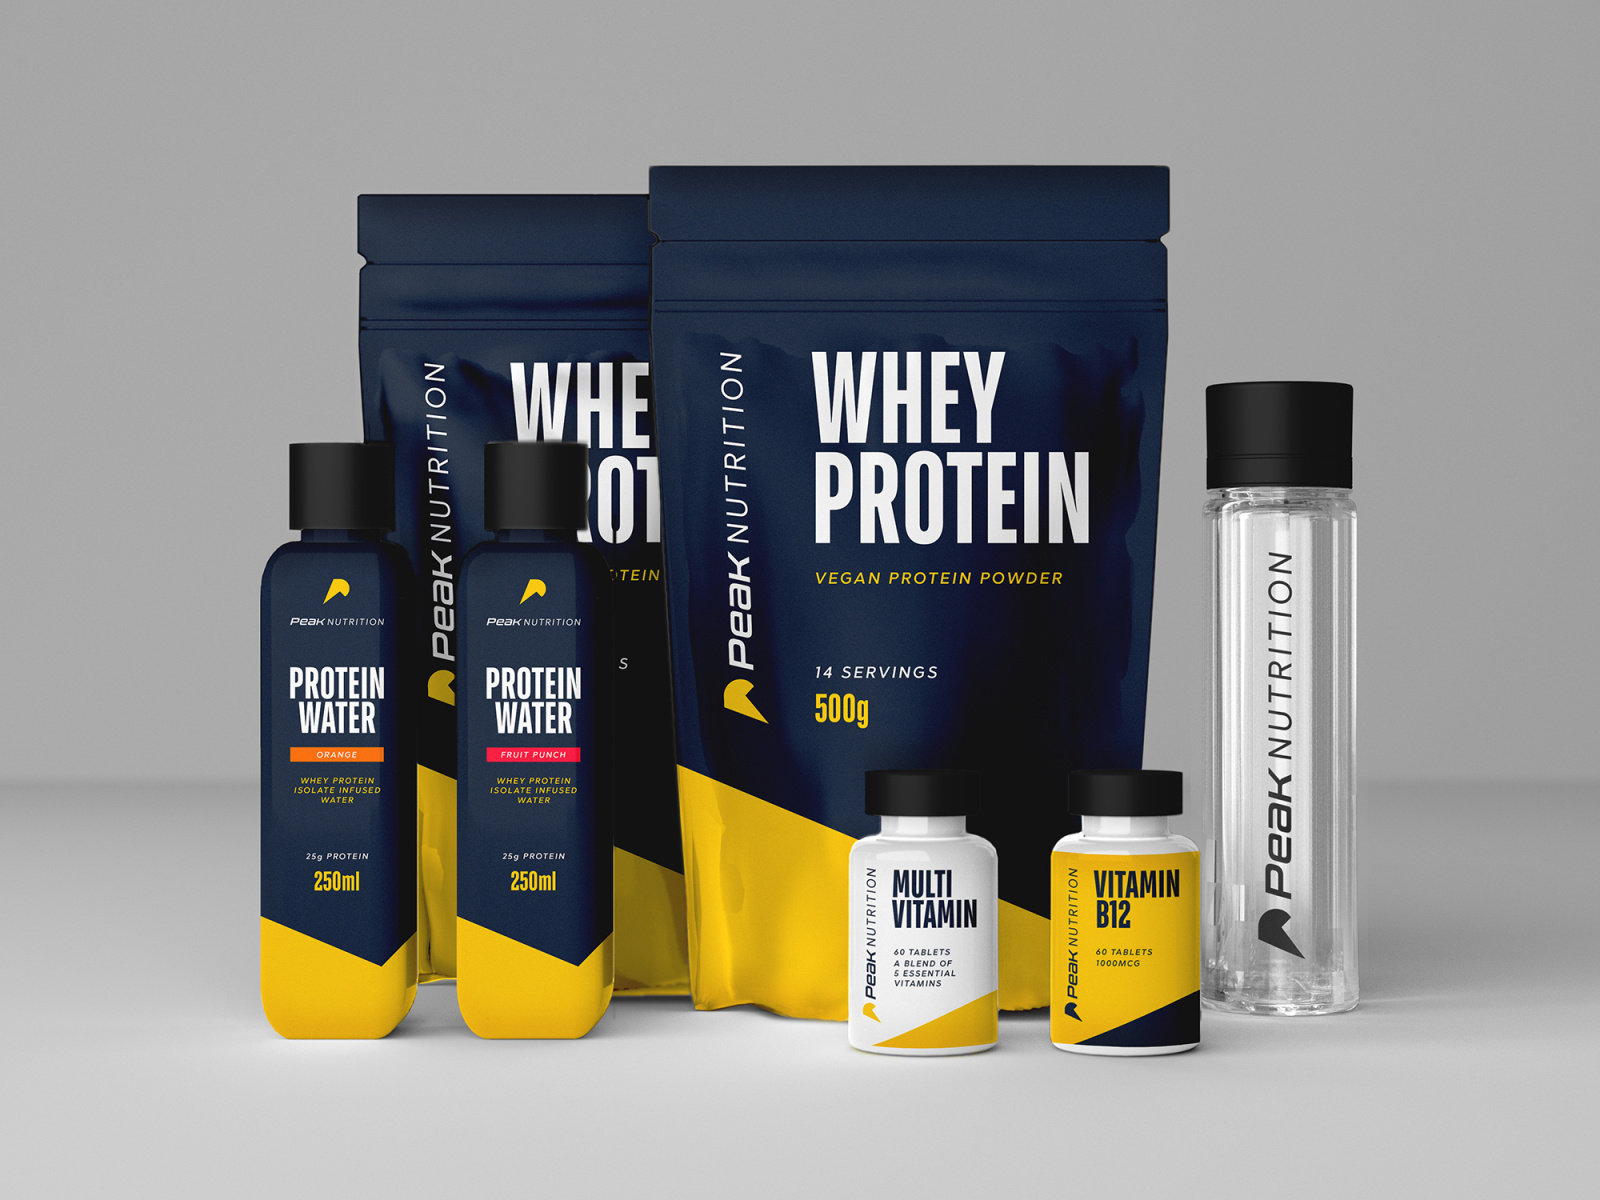 Peak NUTRITION
PROTEIN
WATER
ORANGE
WHEY PROTEIN
ISOLATE INFUSED
WATER
25g PROTEIN
250ml
Peak NUTRITION
PROTEIN
WATER
FRUIT PUNCH
WHEY PROTEIN
ISOLATE INFUSED
WATER
25g PROTEIN
250ml
Peak NUTRITION
WHE
ROT
OTEIN
S
Peak NUTRITION
WHEY
PROTEIN
VEGAN PROTEIN POWDER
14 SERVINGS
500g
Peak NUTRITION
MULTI
VITAMIN
60 TABLETS
A BLEND OF
5 ESSENTIAL
VITAMINS
Peak NUTRITION
VITAMIN
B12
60 TABLETS
1000MCG
Peak NUTRITION